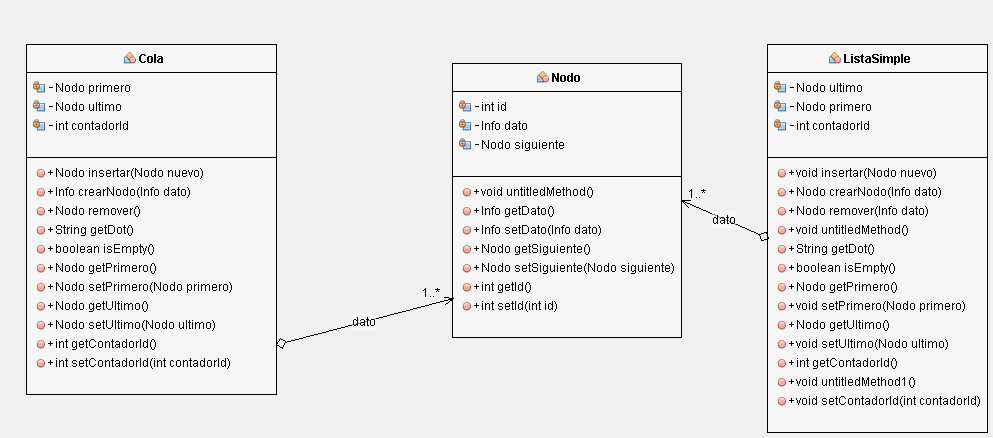 Cola
- Nodo primero
- Nodo ultimo
- int contadorId
+ Nodo insertar(Nodo nuevo)
+ Info crearNodo(Info dato)
+ Nodo remover()
+ String getDot()
+ boolean isEmpty()
+ Nodo getPrimero()
+ Nodo setPrimero(Nodo primero)
+ Nodo getUltimo()
+ Nodo setUltimo(Nodo ultimo)
+ int getContadorId()
+ int setContadorId(int contadorId)
dato
1..*
Nodo
- int id
- Info dato
- Nodo siguiente
+void untitledMethod()
+ Info getDato()
+ Info setDato(Info dato)
+ Nodo getSiguiente()
+ Nodo setSiguiente(Nodo siguiente)
+ int getId()
+ int setId(int id)
1..*
dato
ListaSimple
- Nodo ultimo
- Nodo primero
- int contadorId
+void insertar(Nodo nuevo)
+ Nodo crearNodo(Info dato)
+ Nodo remover(Info dato)
+void untitledMethod()
+ String getDot()
+ boolean isEmpty()
+ Nodo getPrimero()
+void setPrimero(Nodo primero)
+ Nodo getUltimo()
+void setUltimo(Nodo ultimo)
+ int getContadorId()
+void untitledMethod1()
+void setContadorId(int contadorId)